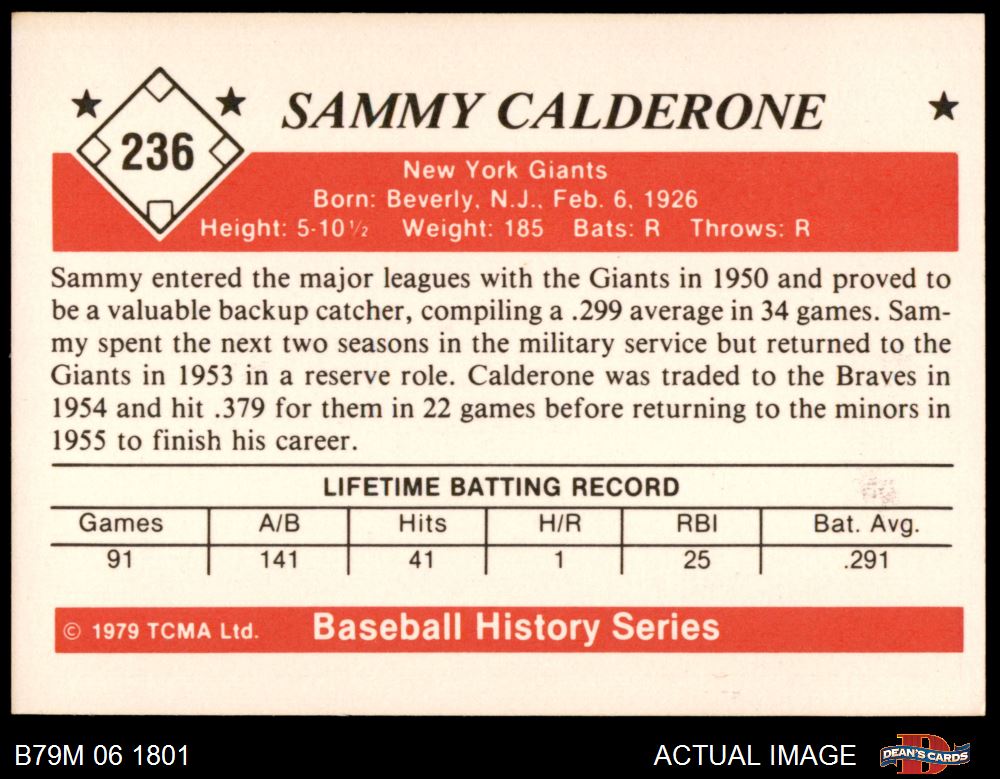 236
SAMMY CALDERONE
New York Giants
Born: Beverly, N.J., Feb. 6, 1926
Height: 5-10½ Weight: 185 Bats: R Throws: R
Sammy entered the major leagues with the Giants in 1950 and proved to
be a valuable backup catcher, compiling a .299 average in 34 games. Sam-
my spent the next two seasons in the military service but returned to the
Giants in 1953 in a reserve role. Calderone was traded to the Braves in
1954 and hit .379 for them in 22 games before returning to the minors in
1955 to finish his career.
LIFETIME BATTING RECORD
Games A/B Hits H/R RBI Bat. Avg.
91 141 41 1 25 .291
© 1979 TCMA Ltd. Baseball History Series
B79M 06 1801 ACTUAL IMAGE DEAN'S CARDS